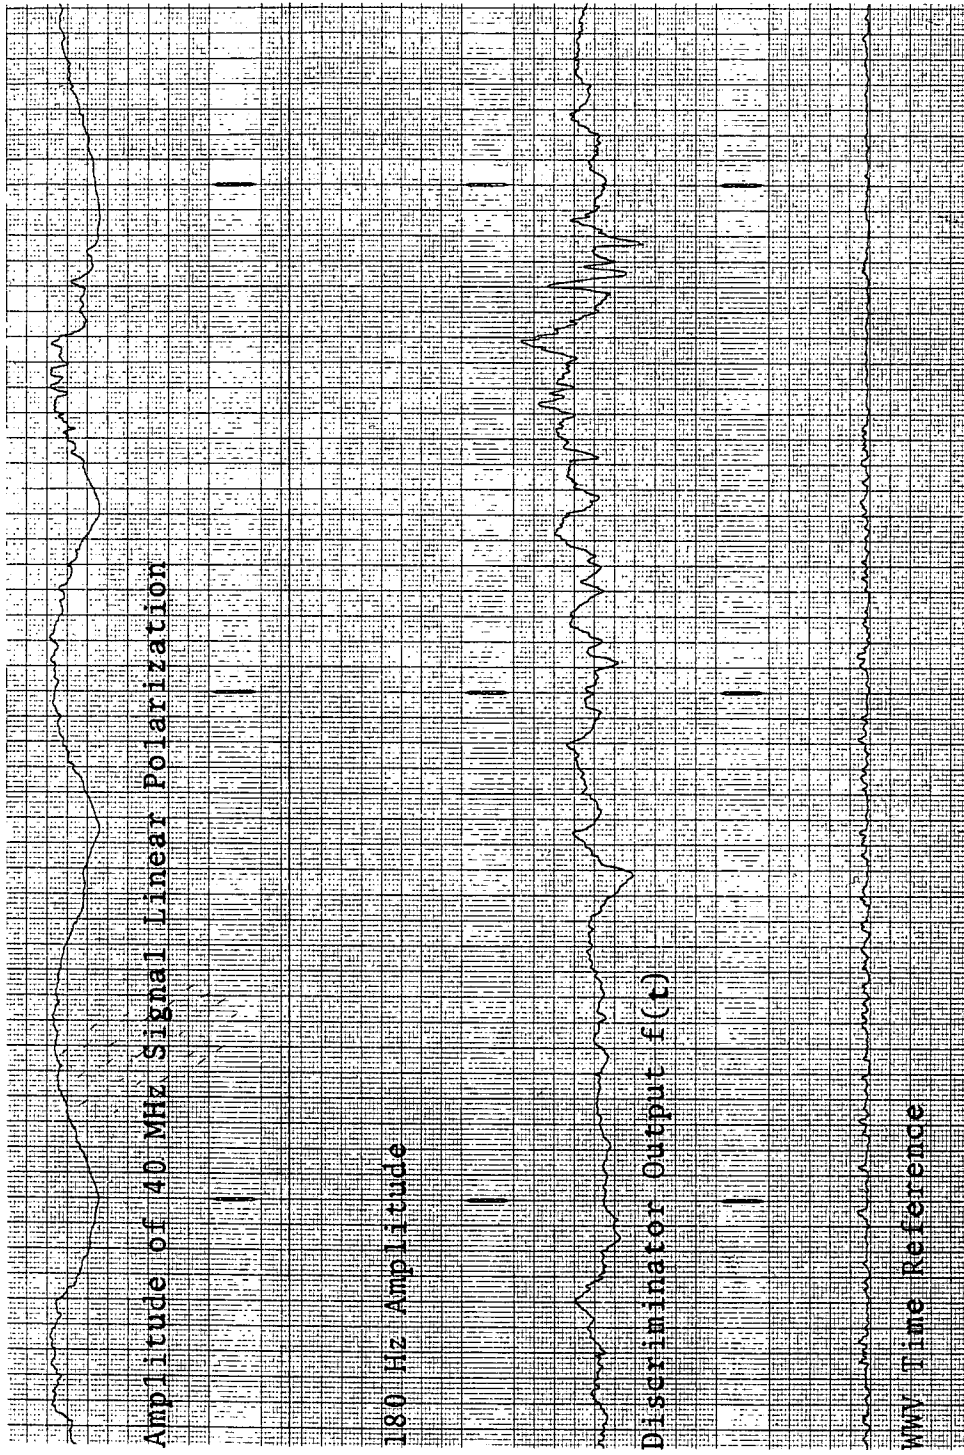 Amplitude of 40 MHz Signal Linear Polarization
180 Hz Amplitude
Discriminator Output f(t)
WWV Time Reference